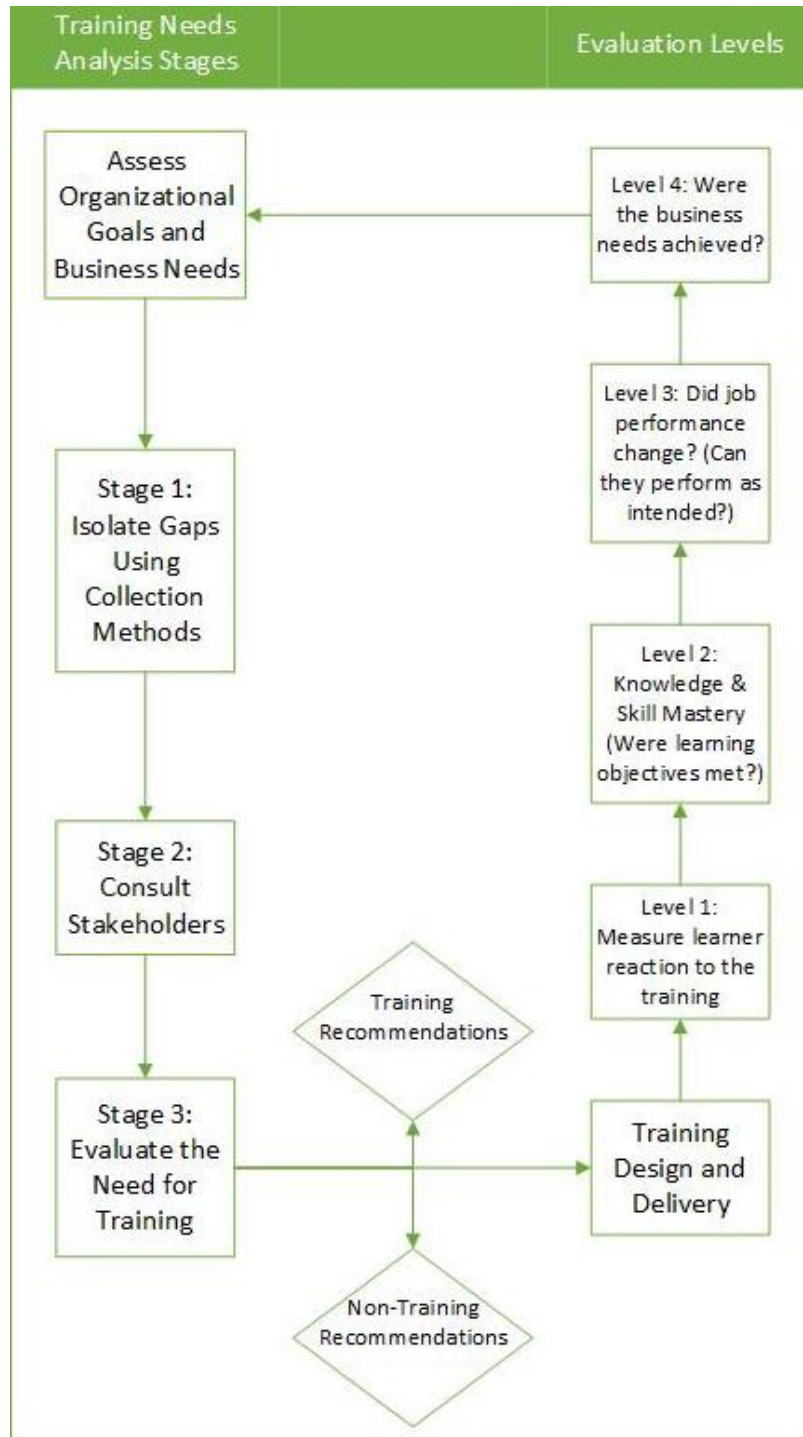 Training Needs
Analysis Stages
Evaluation Levels
Assess
Organizational
Goals and
Business Needs
Stage 1:
Isolate Gaps
Using
Collection
Methods
Stage 2:
Consult
Stakeholders
Stage 3:
Evaluate the
Need for
Training
Training
Recommendations
Non-Training
Recommendations
Training
Design and
Delivery
Level 1:
Measure learner
reaction to the
training
Level 2:
Knowledge &
Skill Mastery
(Were learning
objectives met?)
Level 3: Did job
performance
change? (Can
they perform as
intended?)
Level 4: Were
the business
needs achieved?